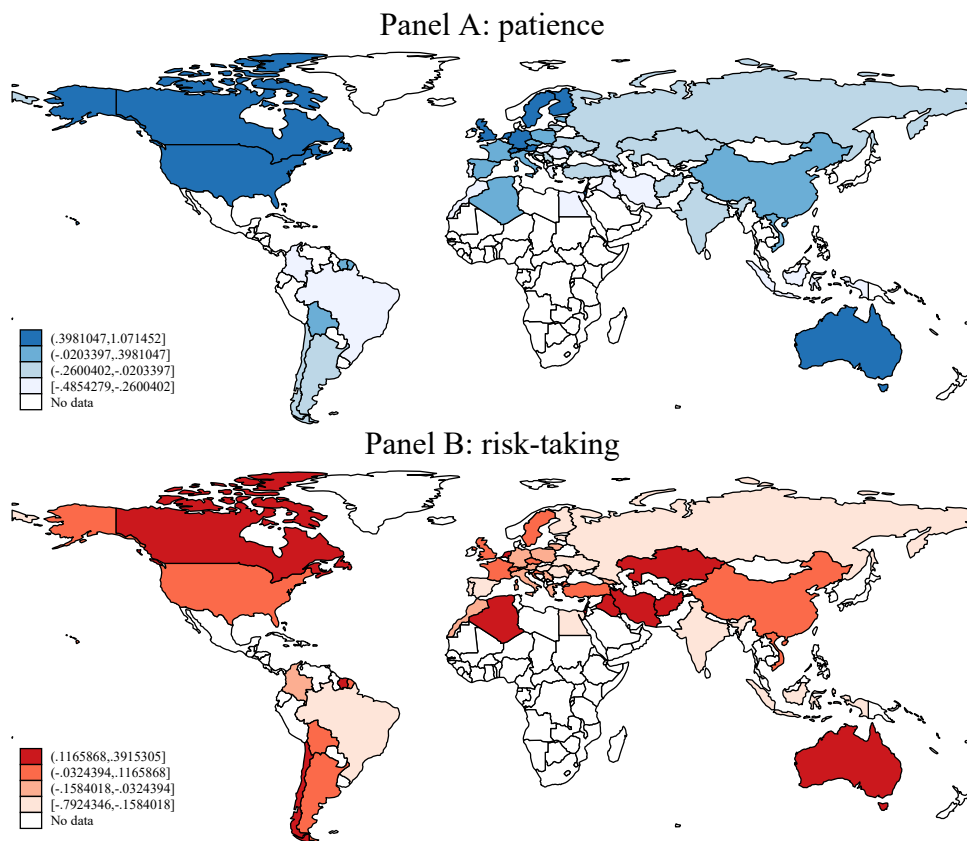 Panel A: patience
(.3981047,1.071452]
(-.0203397,.3981047]
(-.2600402,-.0203397]
[-.4854279,-.2600402]
No data
Panel B: risk-taking
(.1165868,.3915305]
(-.0324394,.1165868]
(-.1584018,-.0324394]
[-.7924346,-.1584018]
No data